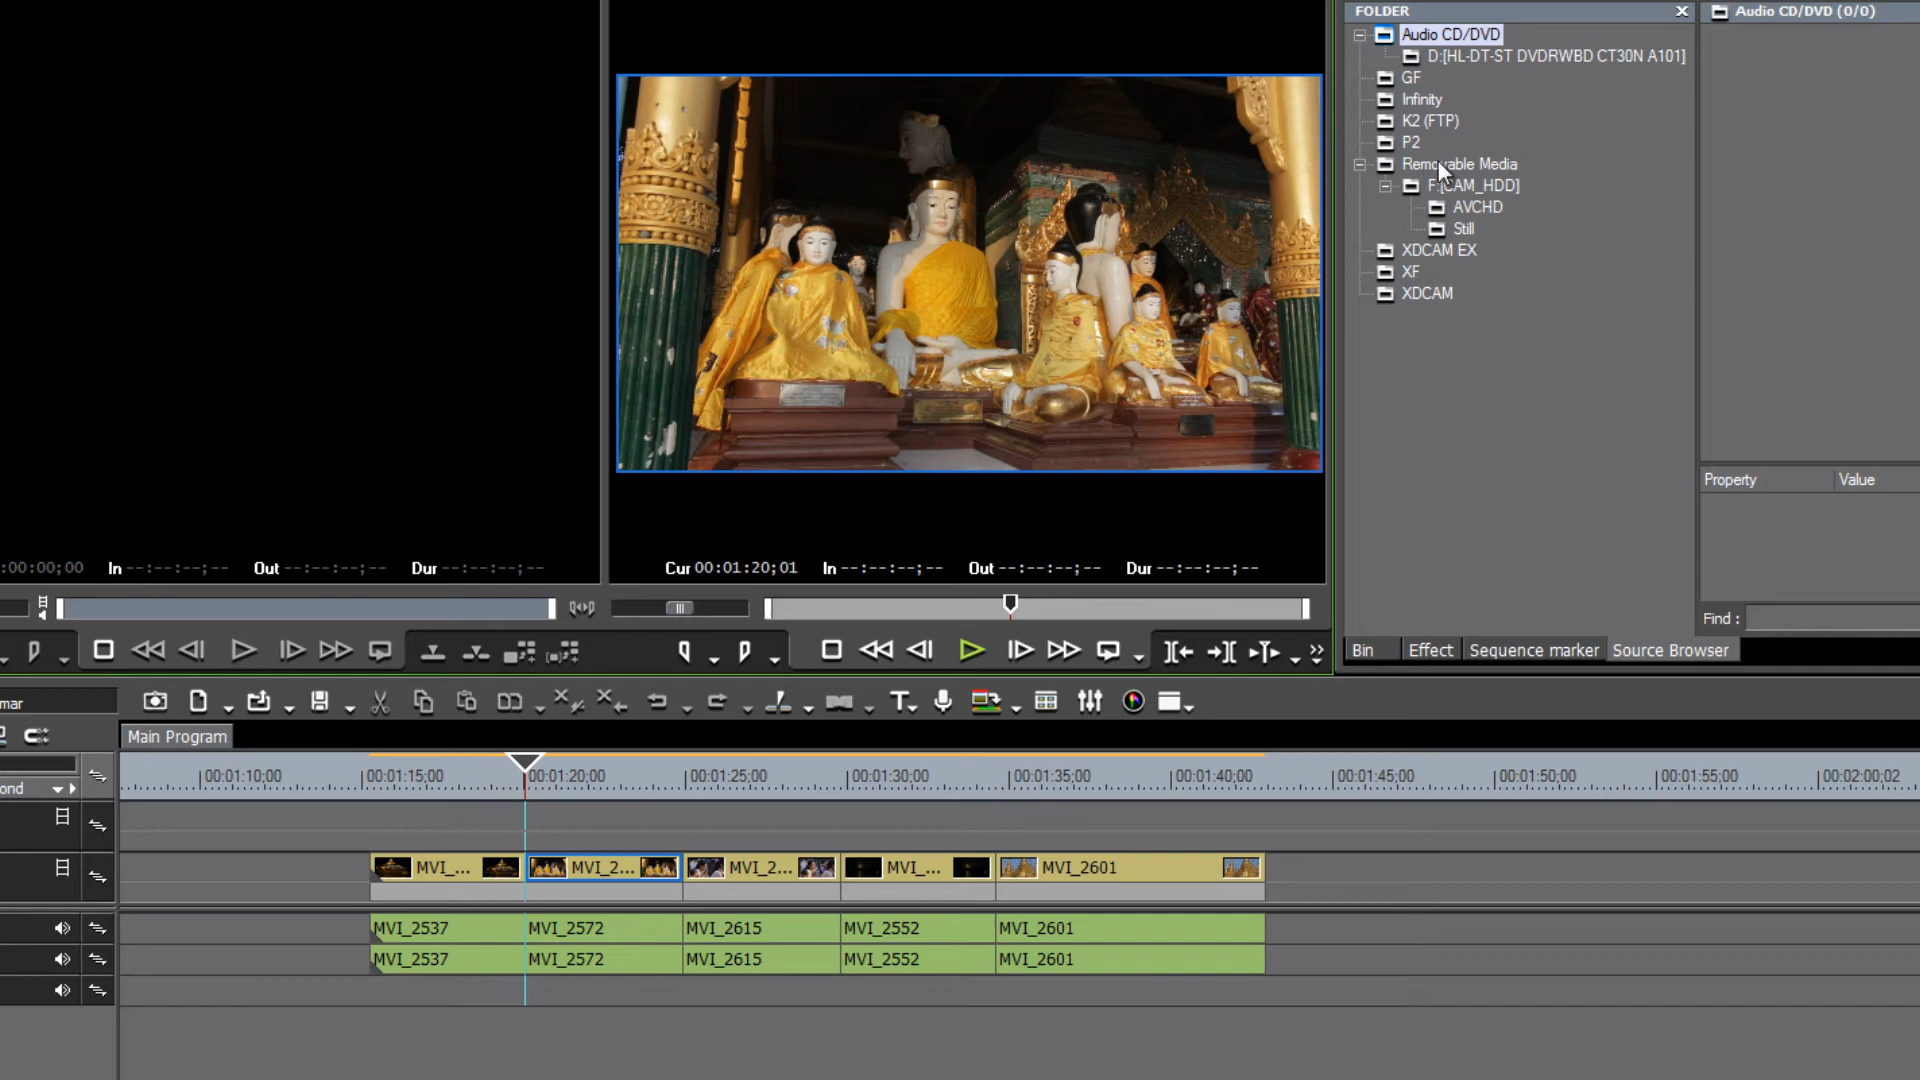 FOLDER
Audio CD/DVD
D:[HL-DT-ST DVDRWBD CT30N A101]
GF
Infinity
K2 (FTP)
P2
Removable Media
F:[CAM_HDD]
AVCHD
Still
XDCAM EX
XF
XDCAM
Audio CD/DVD (0/0)
Property Value
Find :
Bin Effect Sequence marker Source Browser
:00:00;00 In --:--:--;-- Out --:--:--;-- Dur --:--:--;--
Cur 00:01:20;01 In --:--:--;-- Out --:--:--;-- Dur --:--:--;--
mar
Main Program
ond
00:01:10;00 00:01:15;00 00:01:20;00 00:01:25;00 00:01:30;00 00:01:35;00 00:01:40;00 00:01:45;00 00:01:50;00 00:01:55;00 00:02:00;02
MVI_... MVI_2... MVI_2... MVI_... MVI_2601
MVI_2537 MVI_2572 MVI_2615 MVI_2552 MVI_2601
MVI_2537 MVI_2572 MVI_2615 MVI_2552 MVI_2601